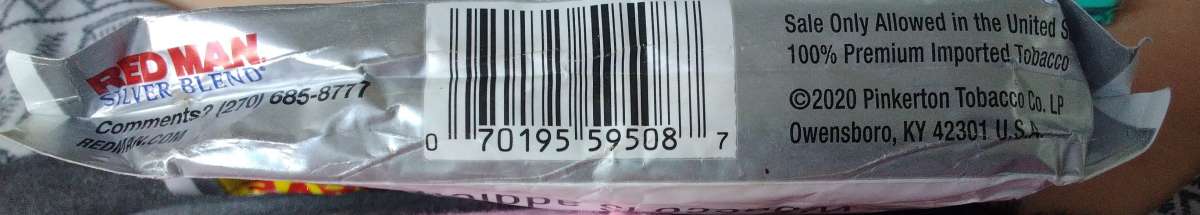 RED MAN
SILVER BLEND
Comments? (270) 685-8777
REDMAN.COM
0 70195 59508 7
Sale Only Allowed in the United S
100% Premium Imported Tobacco
©2020 Pinkerton Tobacco Co. LP
Owensboro, KY 42301 U.S.A.